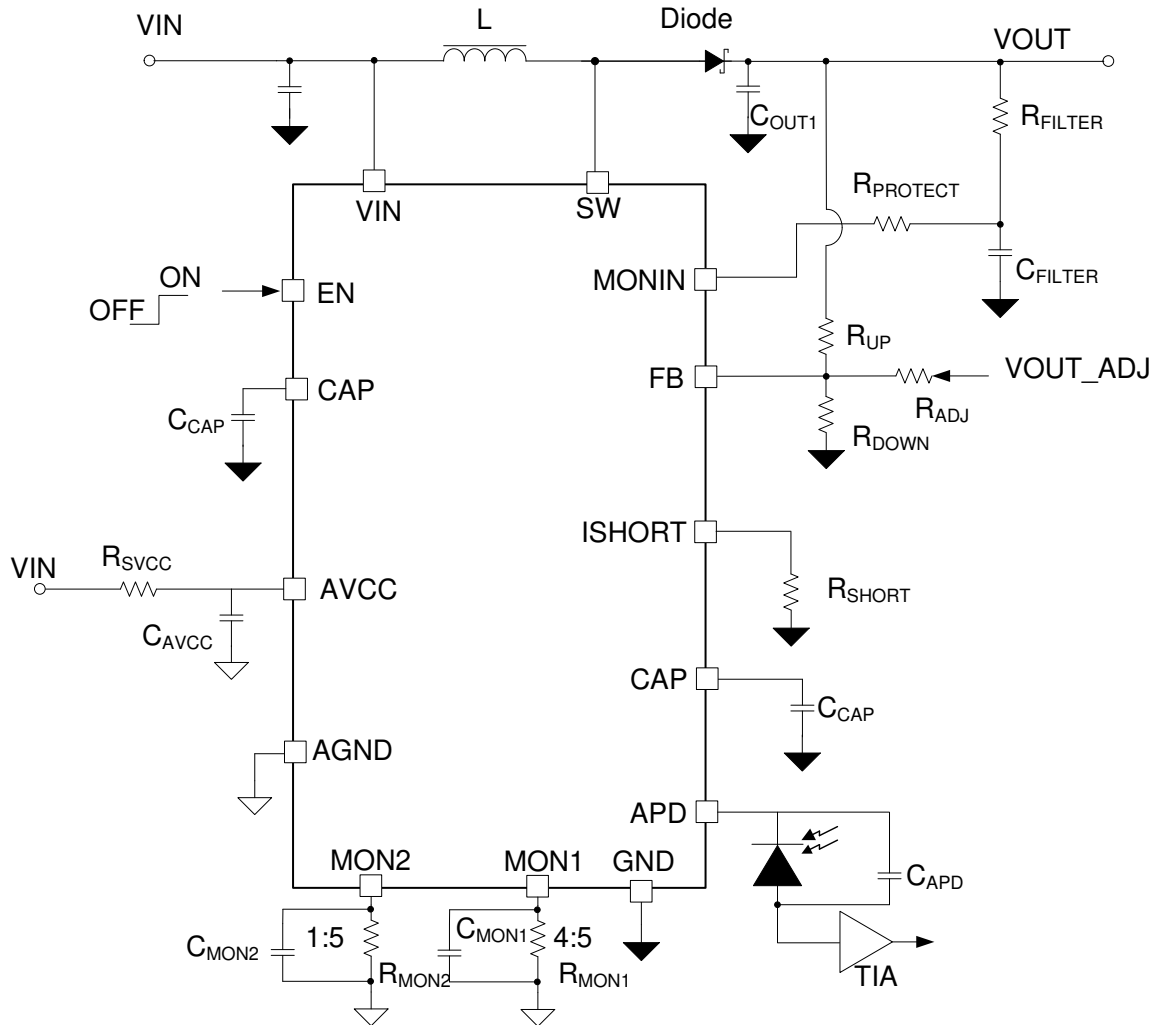 VIN
L
Diode
VOUT
COUT1
RFILTER
RPROTECT
VIN
SW
MONIN
CFILTER
ON
OFF
EN
RUP
CAP
FB
VOUT_ADJ
RADJ
CCAP
RDOWN
ISHORT
VIN
RSVCC
AVCC
RSHORT
CAVCC
CAP
CCAP
AGND
APD
MON2
MON1
GND
CAPD
CMON2
1:5
RMON2
CMON1
4:5
RMON1
TIA